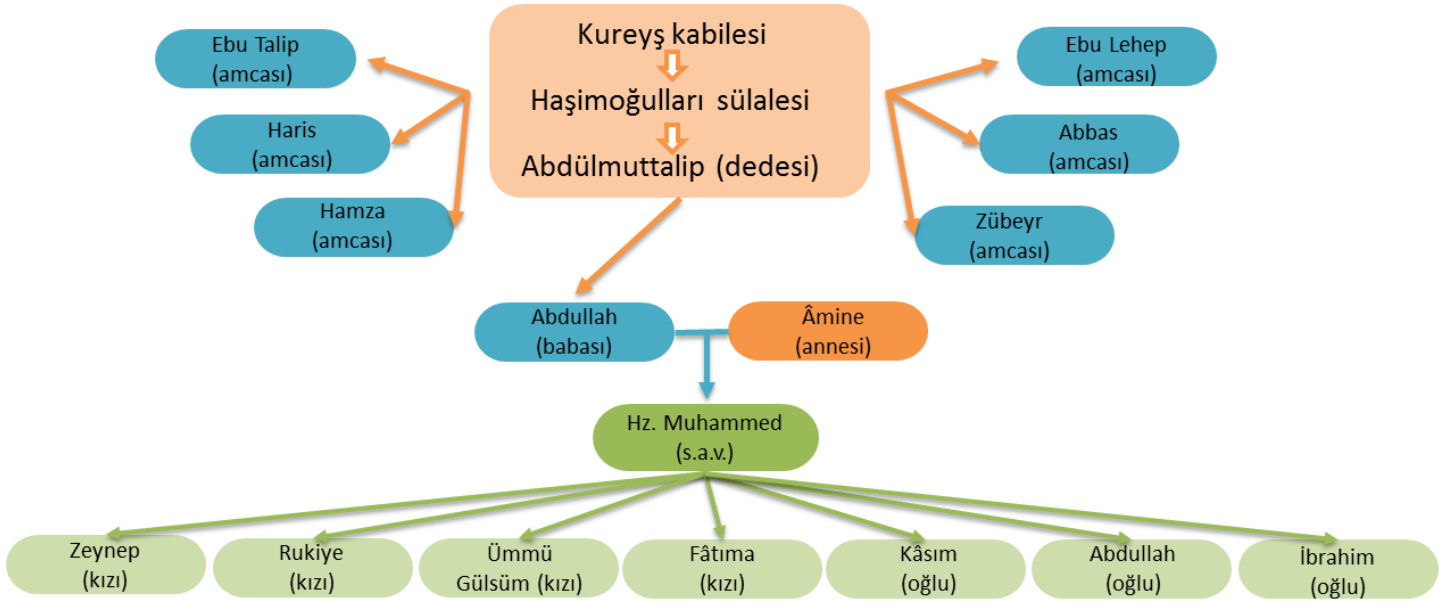 Kureyş kabilesi
Haşimoğulları sülalesi
Abdülmuttalip (dedesi)
Ebu Talip
(amcası)
Haris
(amcası)
Hamza
(amcası)
Ebu Lehep
(amcası)
Abbas
(amcası)
Zübeyr
(amcası)
Abdullah
(babası)
Âmine
(annesi)
Hz. Muhammed
(s.a.v.)
Zeynep
(kızı)
Rukiye
(kızı)
Ümmü
Gülsüm (kızı)
Fâtıma
(kızı)
Kâsım
(oğlu)
Abdullah
(oğlu)
İbrahim
(oğlu)